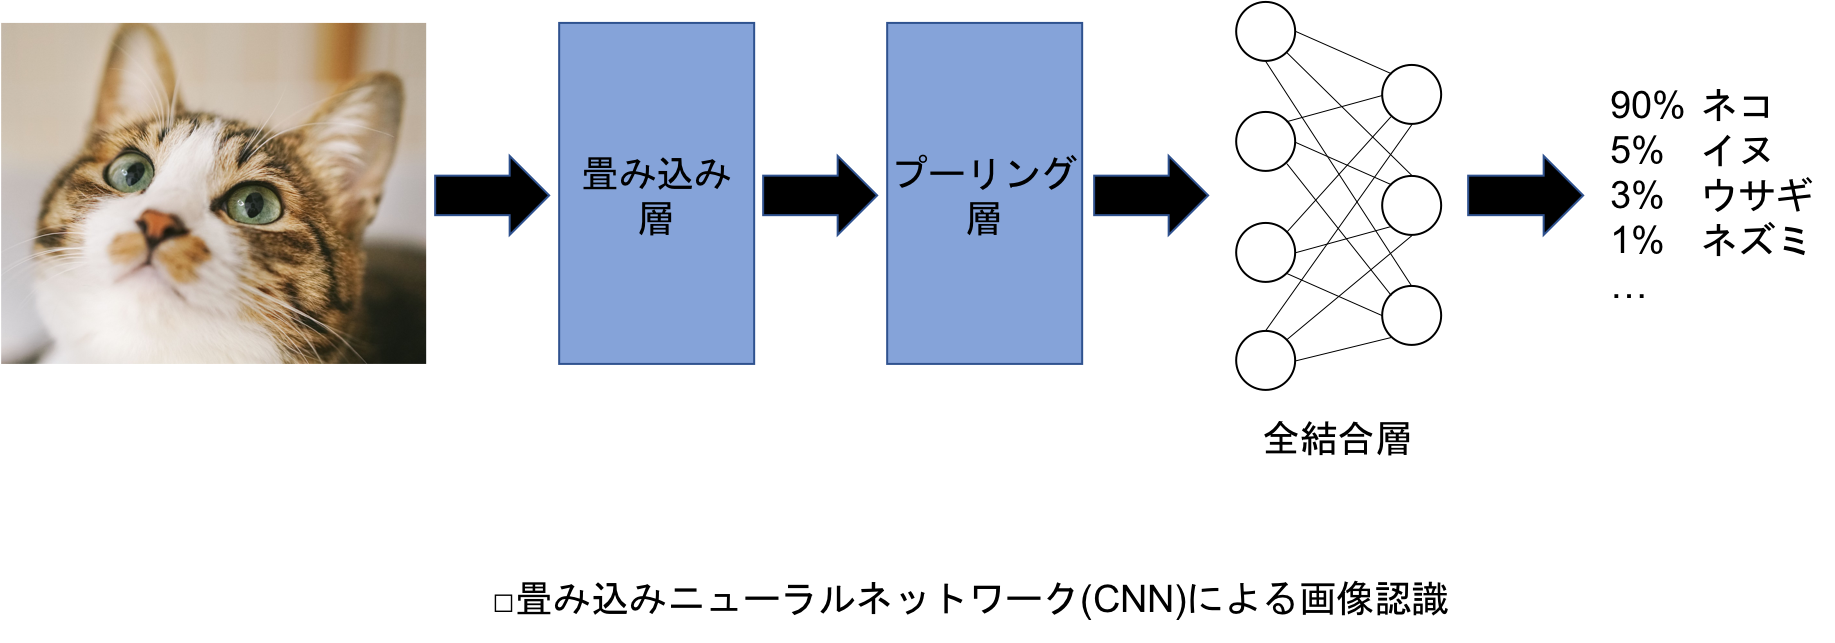 畳み込み
層
プーリング
層
90% ネコ
5% イヌ
3% ウサギ
1% ネズミ
…
全結合層
□畳み込みニューラルネットワーク(CNN)による画像認識